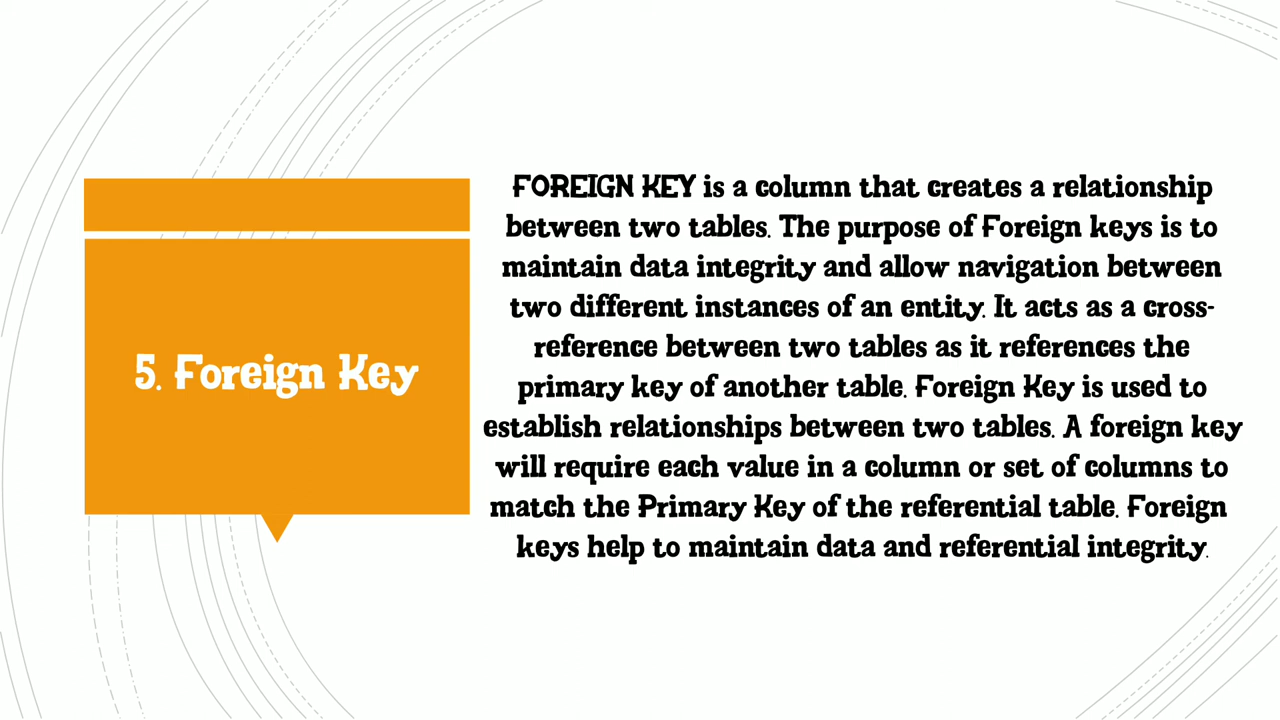 5. Foreign Key
FOREIGN KEY is a column that creates a relationship
between two tables. The purpose of Foreign keys is to
maintain data integrity and allow navigation between
two different instances of an entity. It acts as a cross-
reference between two tables as it references the
primary key of another table. Foreign Key is used to
establish relationships between two tables. A foreign key
will require each value in a column or set of columns to
match the Primary Key of the referential table. Foreign
keys help to maintain data and referential integrity.